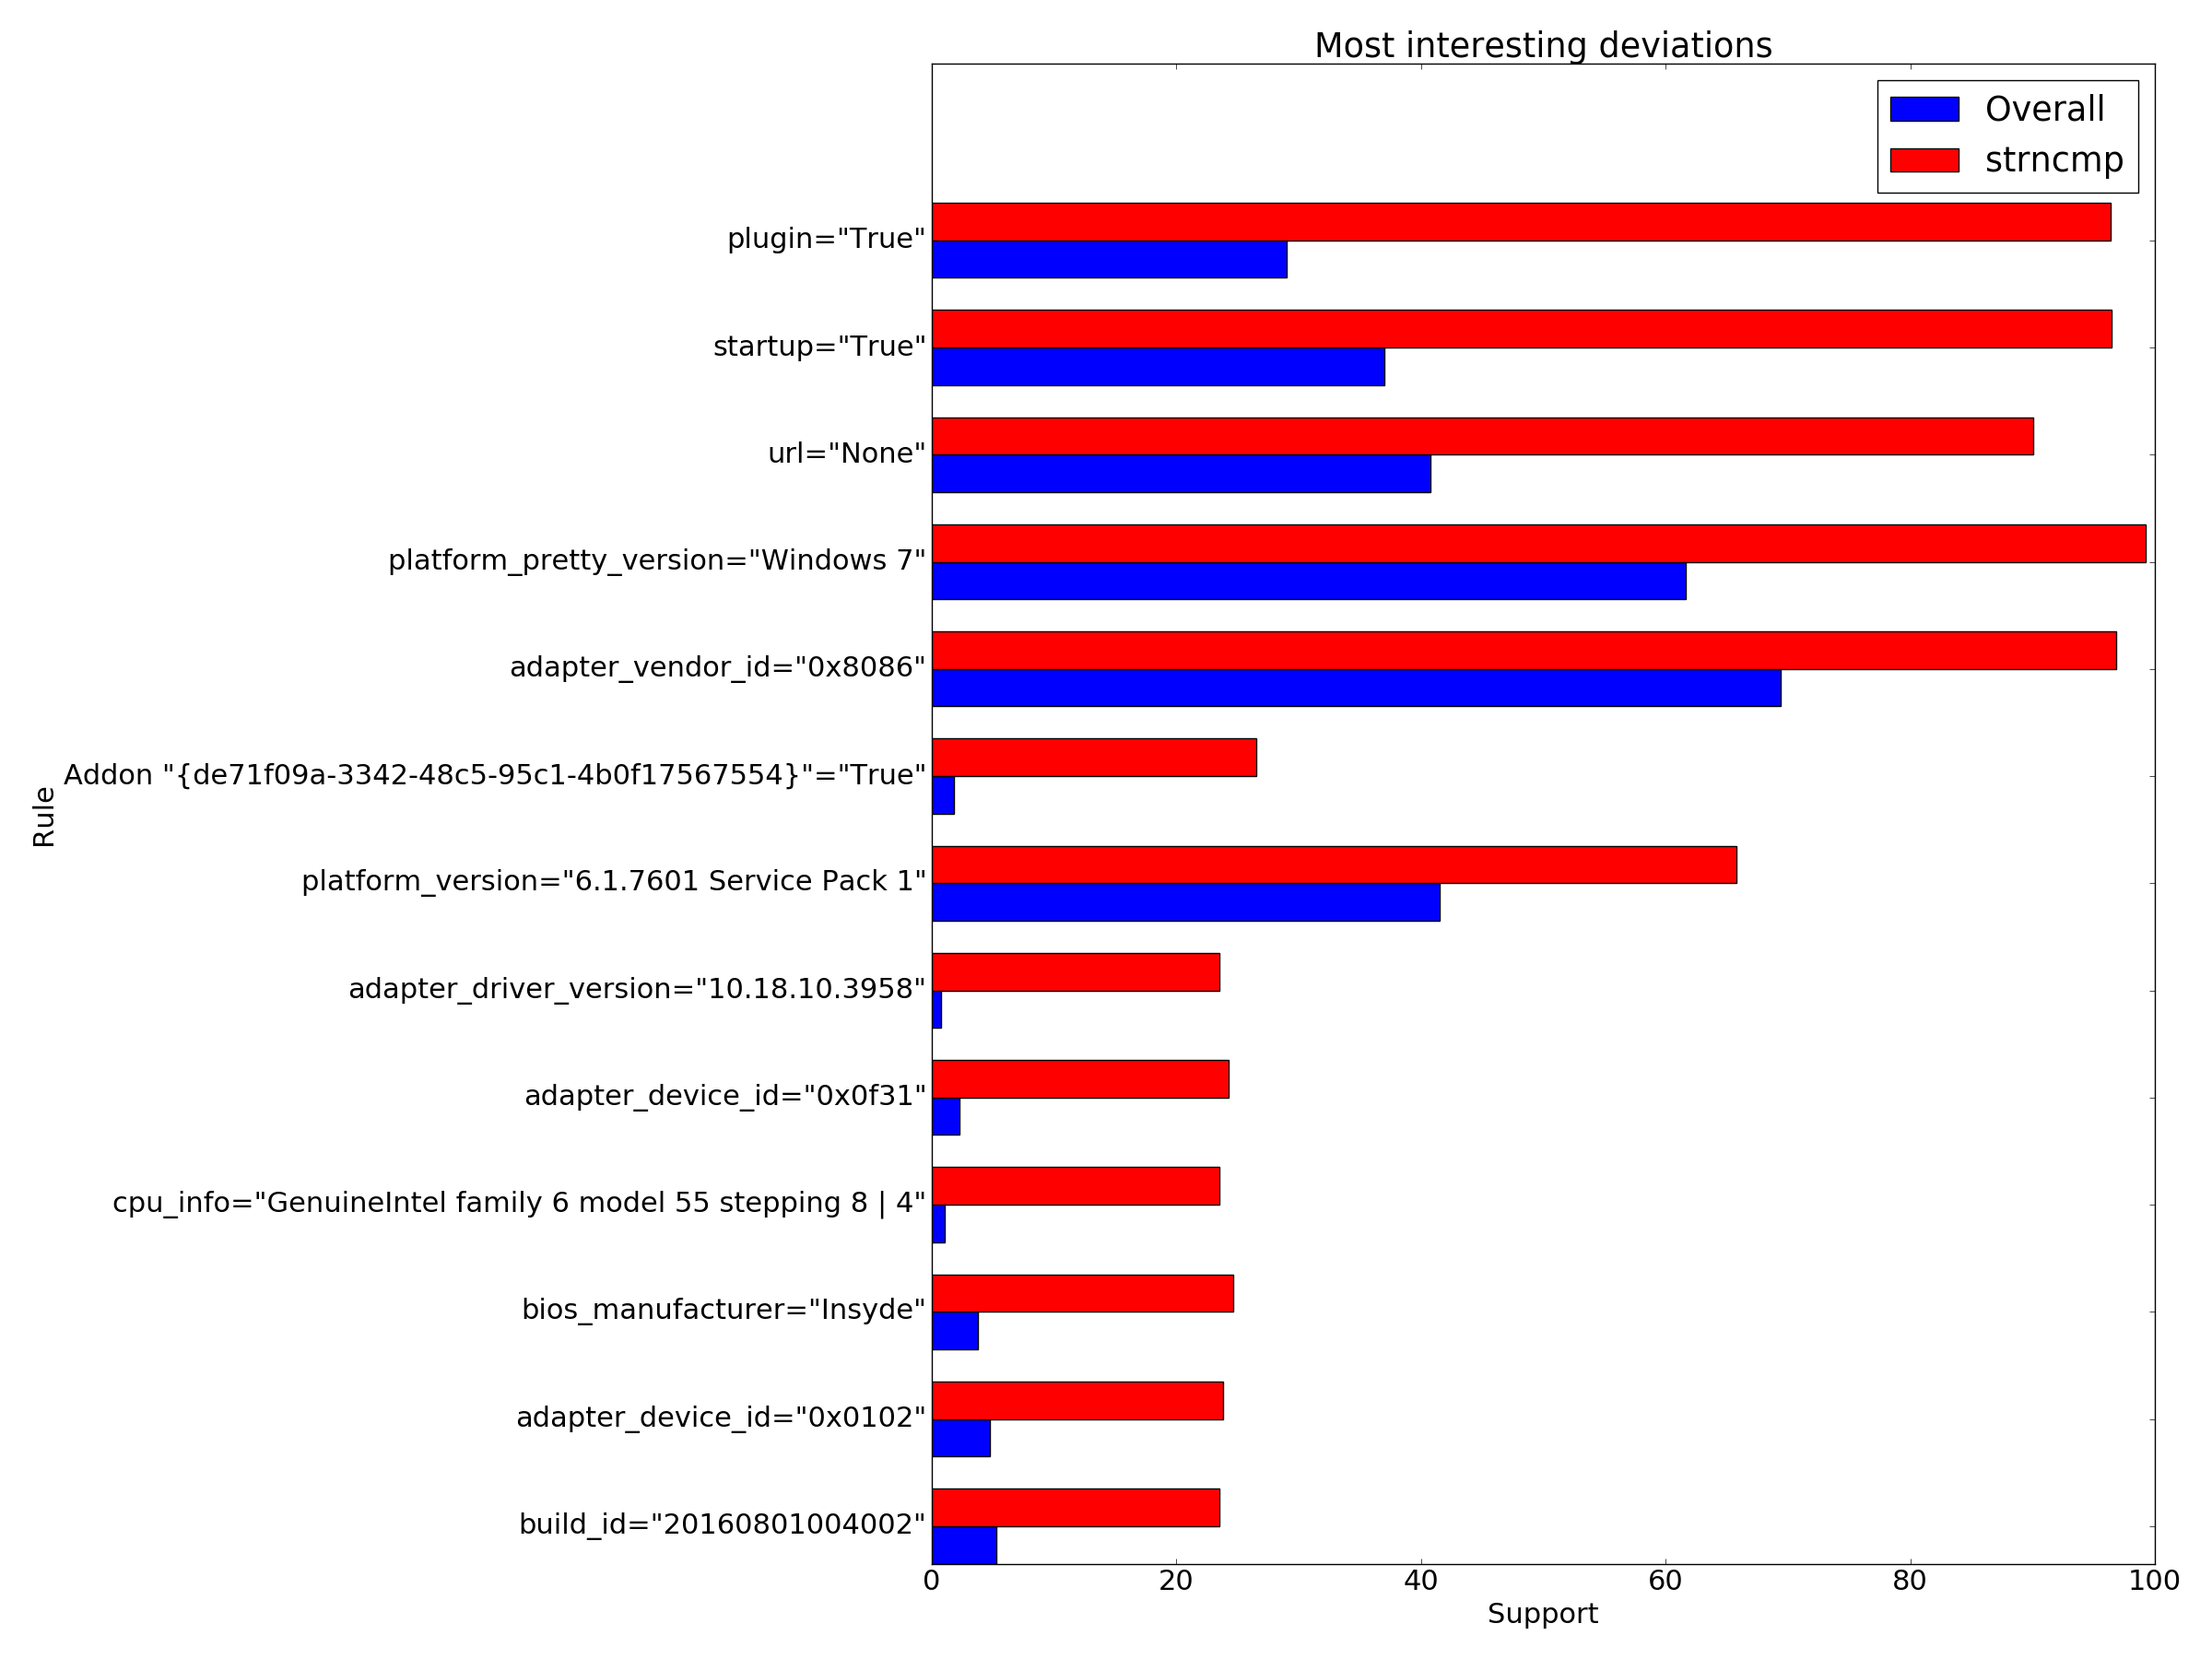 Most interesting deviations
Overall
strncmp
plugin="True"
startup="True"
url="None"
platform_pretty_version="Windows 7"
adapter_vendor_id="0x8086"
Addon "{de71f09a-3342-48c5-95c1-4b0f17567554}"="True"
platform_version="6.1.7601 Service Pack 1"
adapter_driver_version="10.18.10.3958"
adapter_device_id="0x0f31"
cpu_info="GenuineIntel family 6 model 55 stepping 8 | 4"
bios_manufacturer="Insyde"
adapter_device_id="0x0102"
build_id="20160801004002"
Rule
0 20 40 60 80 100
Support